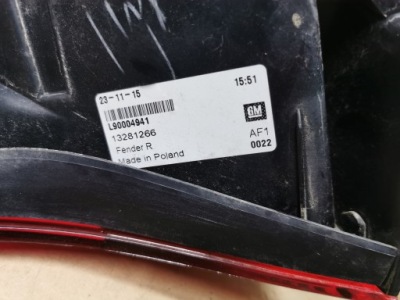 23-11-15 15:51
L90004941
13281266 GM
Fender R AF1
Made in Poland 0022